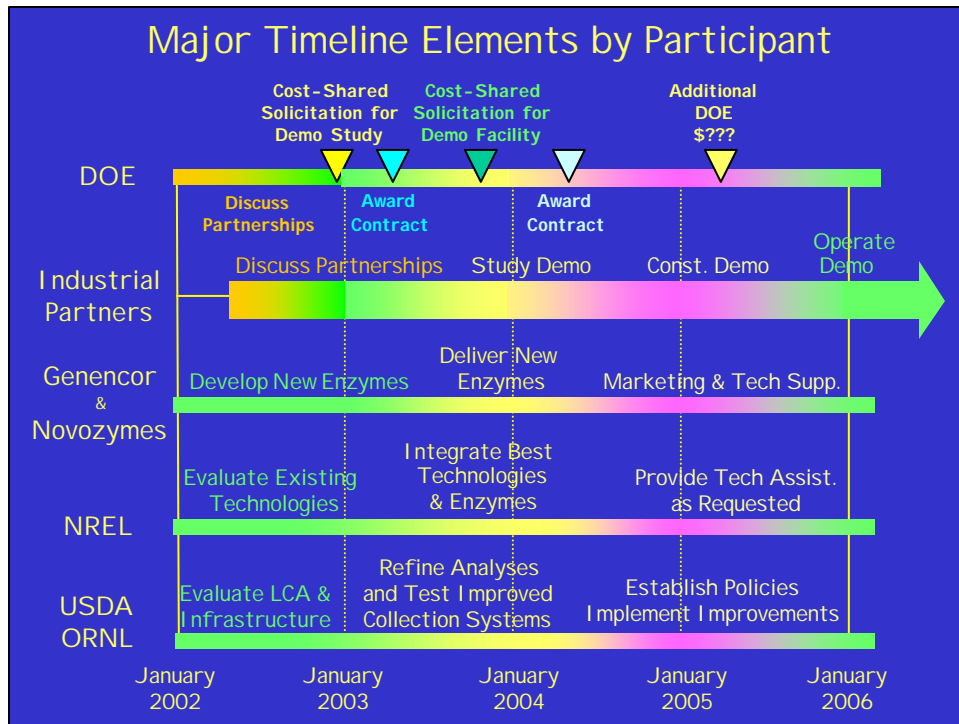 Major Timeline Elements by Participant
Cost-Shared
Solicitation for
Demo Study
Cost-Shared
Solicitation for
Demo Facility
Additional
DOE
$???
DOE
Discuss
Partnerships
Award
Contract
Award
Contract
Industrial
Partners
Discuss Partnerships
Study Demo
Const. Demo
Operate
Demo
Genencor
&
Novozymes
Develop New Enzymes
Deliver New
Enzymes
Marketing & Tech Supp.
NREL
Evaluate Existing
Technologies
Integrate Best
Technologies
& Enzymes
Provide Tech Assist.
as Requested
USDA
ORNL
Evaluate LCA &
Infrastructure
Refine Analyses
and Test Improved
Collection Systems
Establish Policies
Implement Improvements
January
2002
January
2003
January
2004
January
2005
January
2006